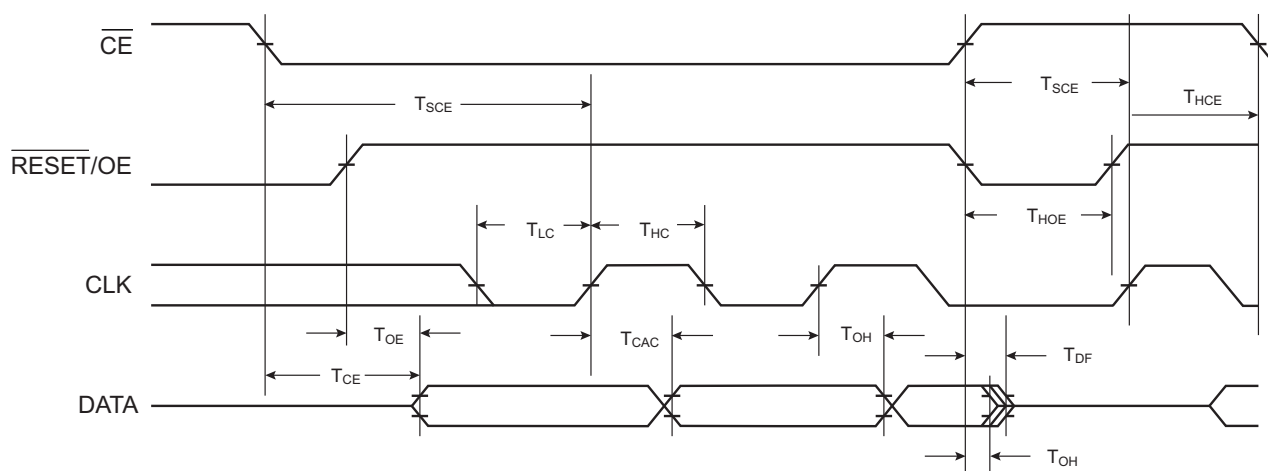 CE
TSCE
TSCE
THCE
RESET/OE
TLC
THC
THOE
CLK
TOE
TCAC
TOH
TDF
TCE
DATA
TOH